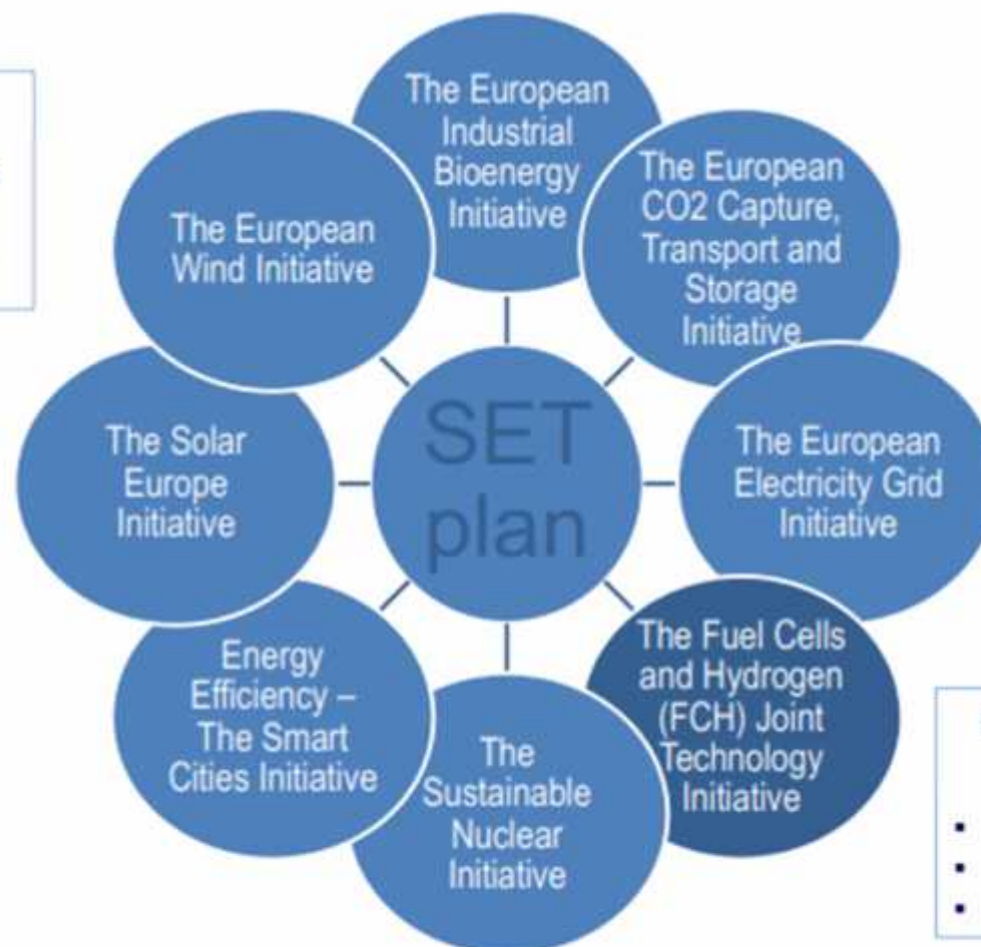 The European
Industrial
Bioenergy
Initiative
The European
CO2 Capture,
Transport and
Storage
Initiative
The European
Electricity Grid
Initiative
The Fuel Cells
and Hydrogen
(FCH) Joint
Technology
Initiative
The
Sustainable
Nuclear
Initiative
Energy
Efficiency –
The Smart
Cities Initiative
The Solar
Europe
Initiative
The European
Wind Initiative
SET
plan